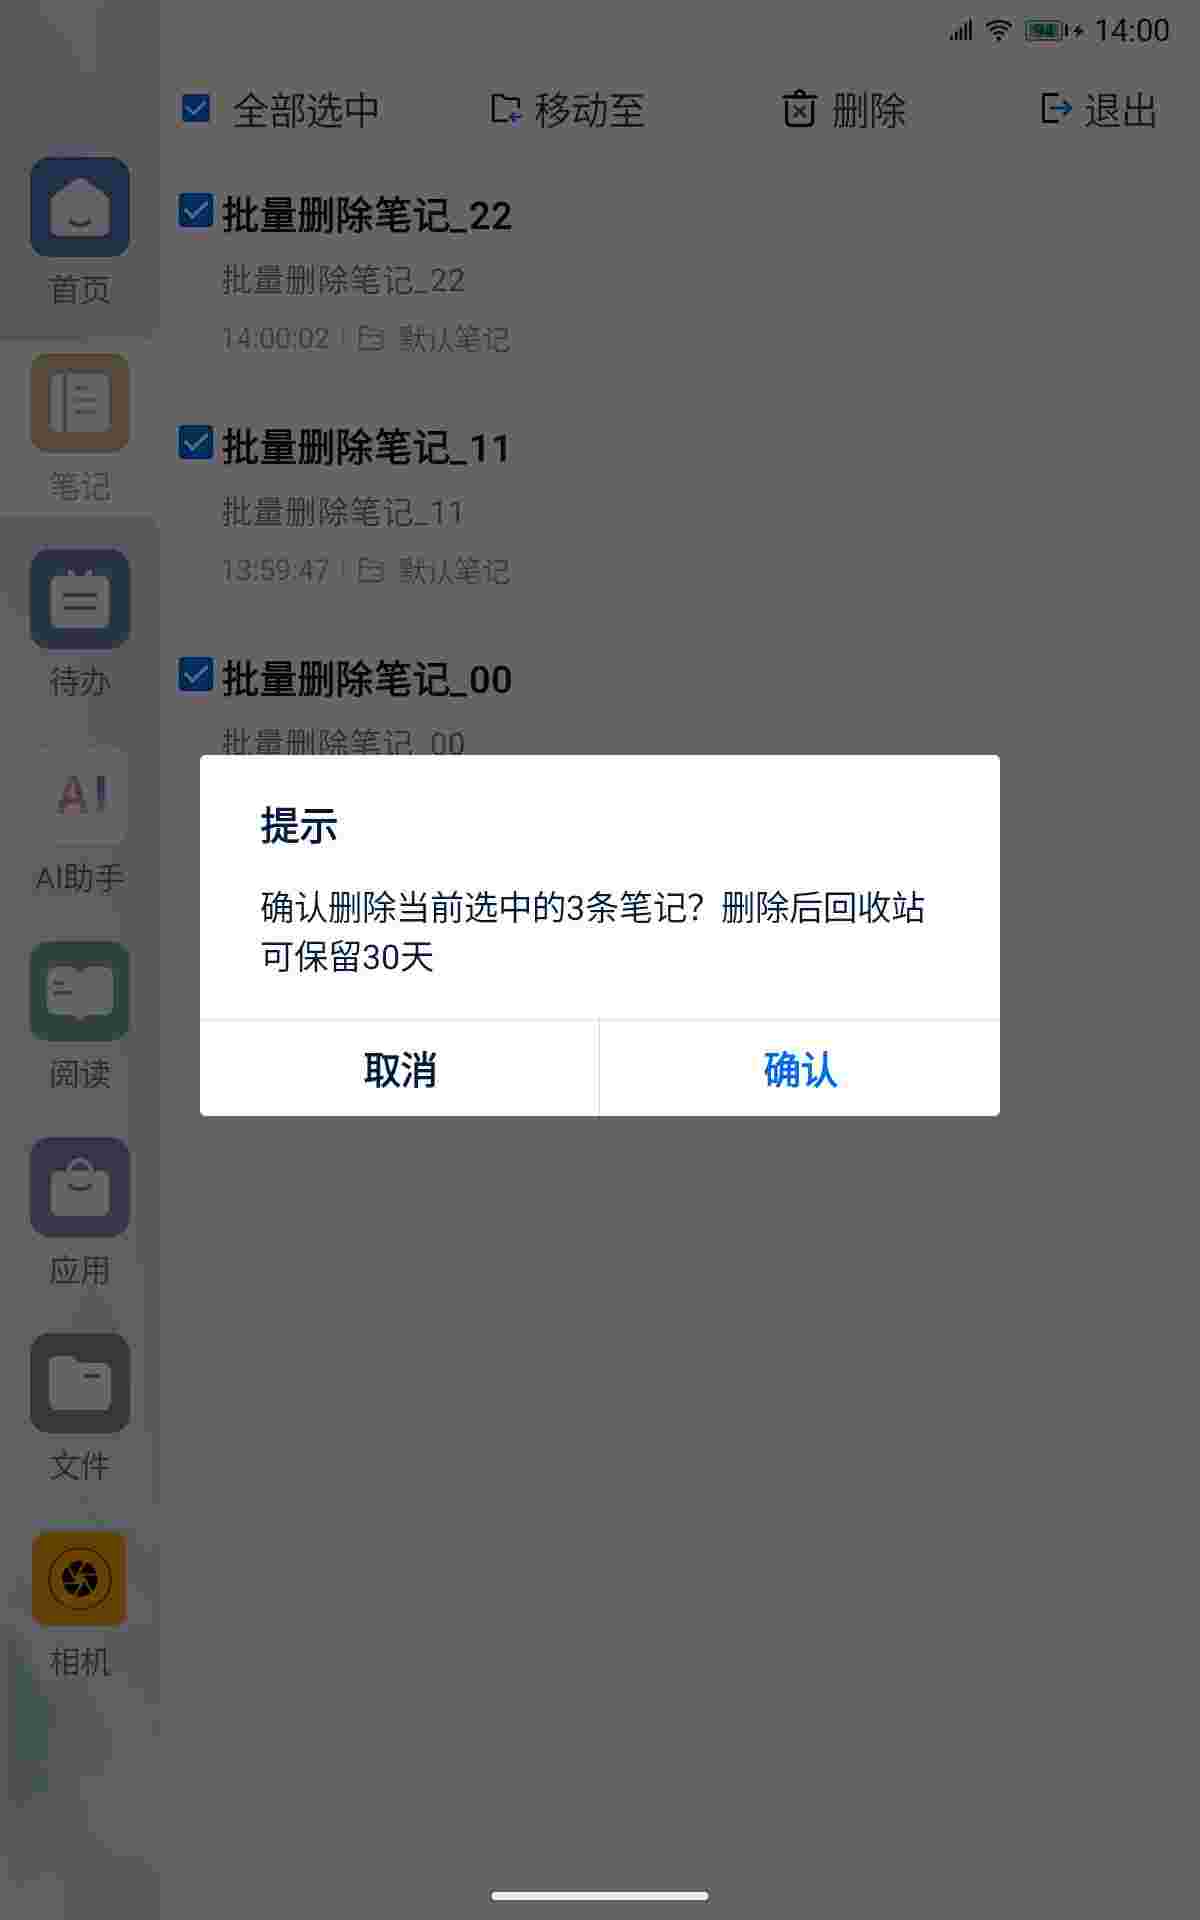 94 14:00
全部选中 移动至 删除 退出
首页
笔记
待办
AI
AI助手
阅读
应用
文件
相机
批量删除笔记_22
批量删除笔记_22
14:00:02 默认笔记
批量删除笔记_11
批量删除笔记_11
13:59:47 默认笔记
批量删除笔记_00
批量删除笔记_00
提示
确认删除当前选中的3条笔记？删除后回收站
可保留30天
取消 确认